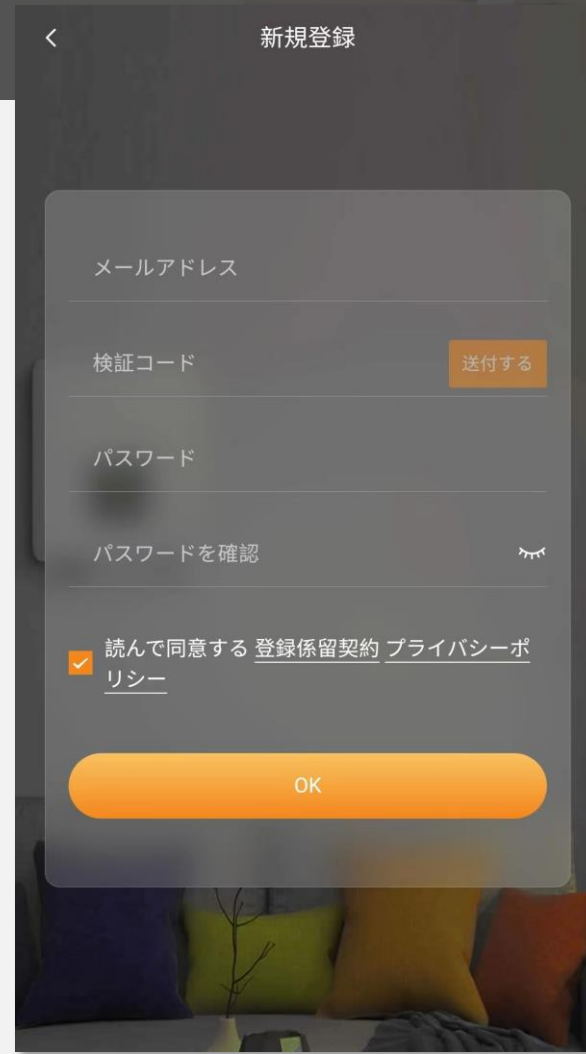 新規登録
メールアドレス
検証コード 送付する
パスワード
パスワードを確認
読んで同意する 登録係留契約 プライバシーポ
リシー
OK